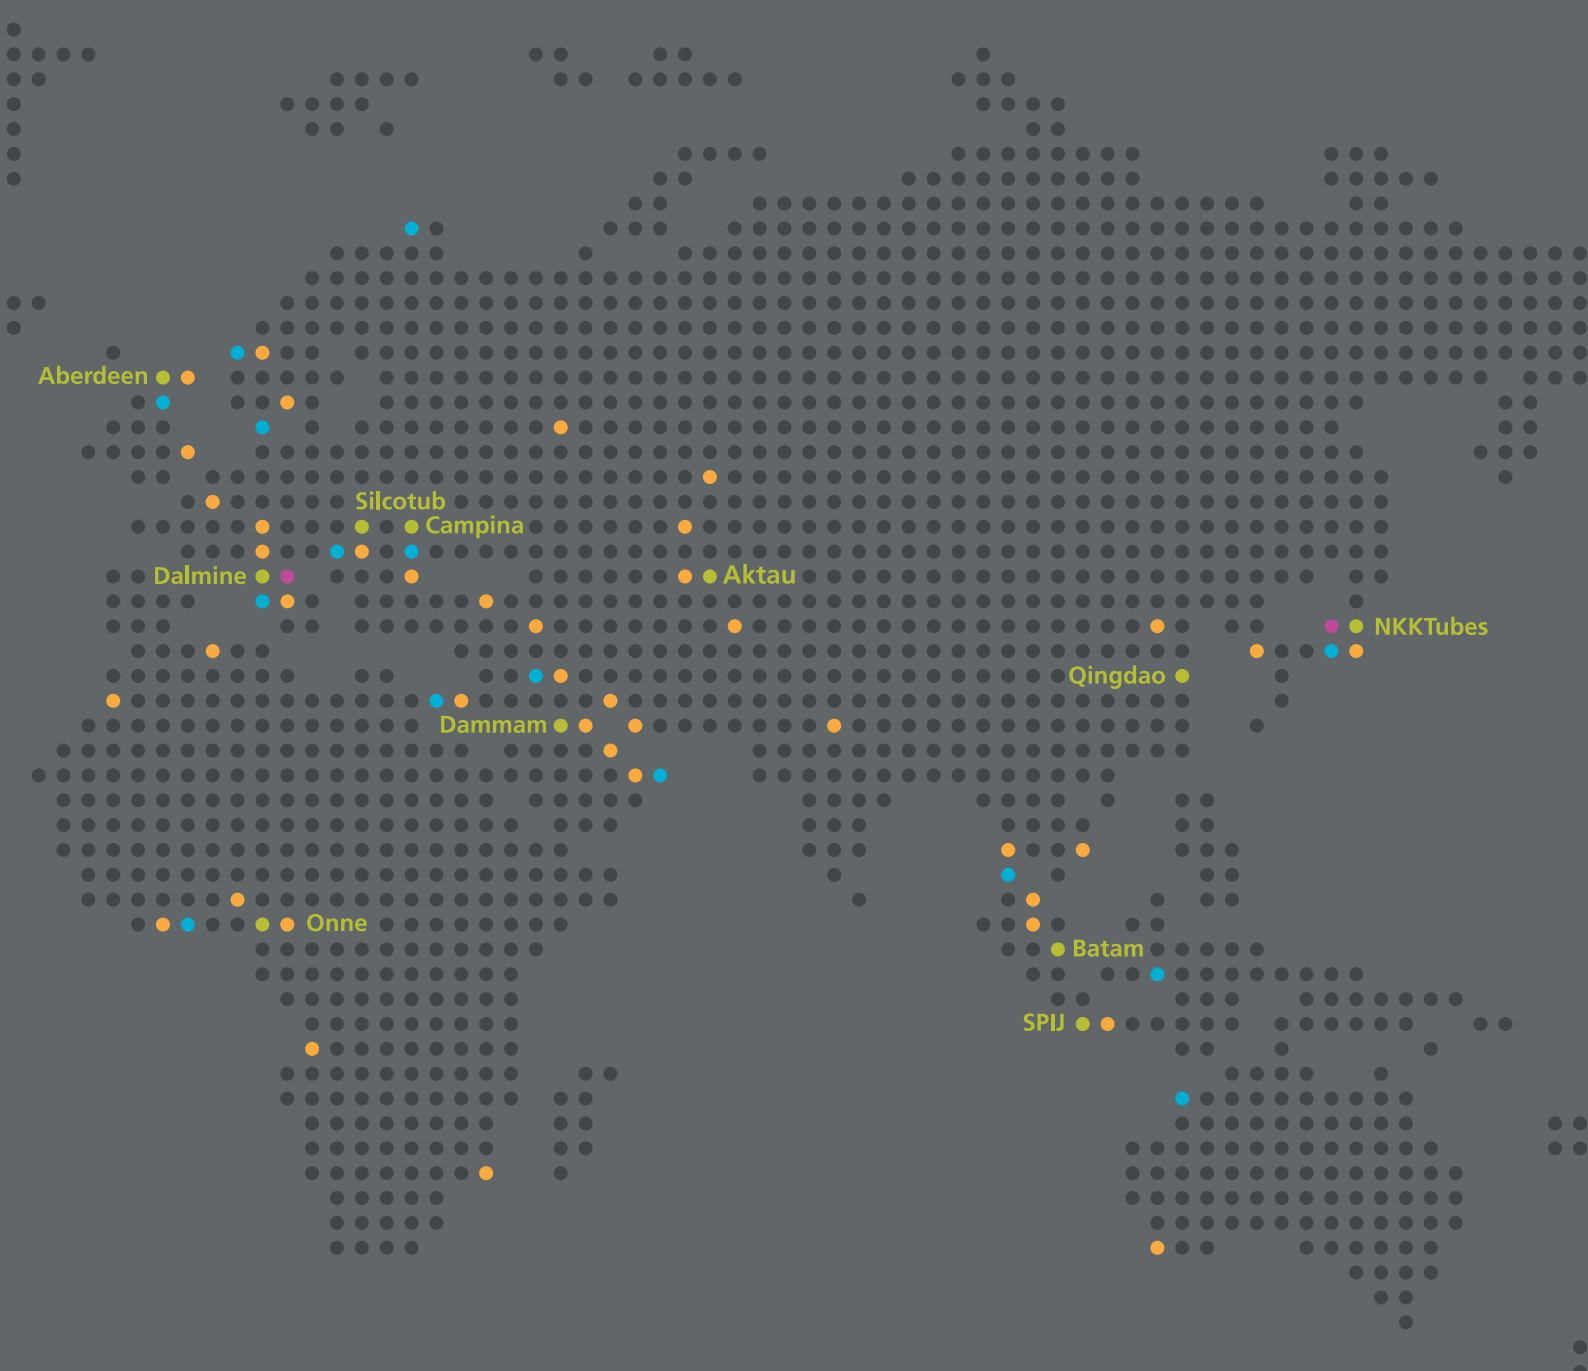 Aberdeen
Silcotub
Campina
Dalmine
Aktau
NKKTubes
Qingdao
Dammam
Onne
Batam
SPIJ